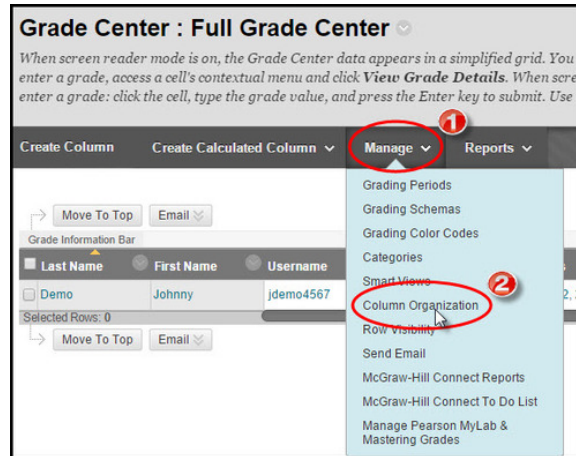 Grade Center : Full Grade Center
When screen reader mode is on, the Grade Center data appears in a simplified grid. You
enter a grade, access a cell's contextual menu and click View Grade Details. When scre
enter a grade: click the cell, type the grade value, and press the Enter key to submit. Use
1
Create Column Create Calculated Column Manage Reports
Grading Periods
Grading Schemas
Grading Color Codes
Categories
Smart Views
2
Column Organization
Row Visibility
Send Email
McGraw-Hill Connect Reports
McGraw-Hill Connect To Do List
Manage Pearson MyLab &
Mastering Grades
Move To Top Email
Grade Information Bar
Last Name First Name Username
Demo Johnny jdemo4567
Selected Rows: 0
Move To Top Email